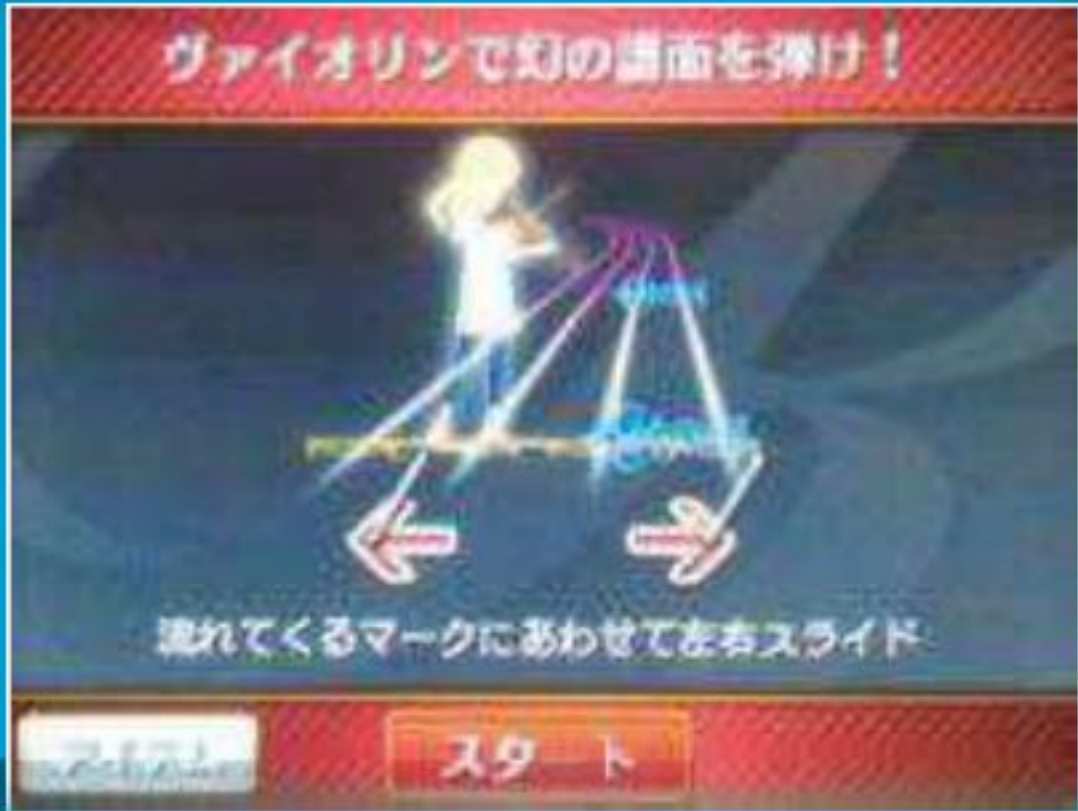 ヴァイオリンで幻の譜面を弾け！
流れてくるマークにあわせて左右スライド
スタート